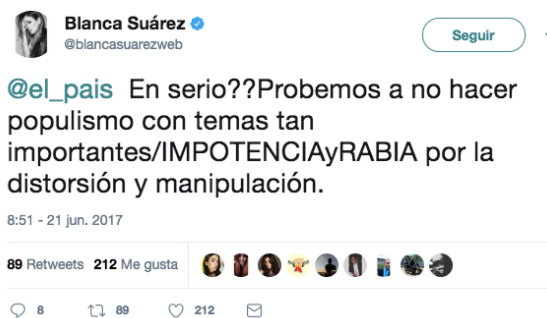 Blanca Suárez
@blancasuarezweb
Seguir
@el_pais En serio??Probemos a no hacer
populismo con temas tan
importantes/IMPOTENCIAyRABIA por la
distorsión y manipulación.
8:51 - 21 jun. 2017
89 Retweets 212 Me gusta
8 89 212